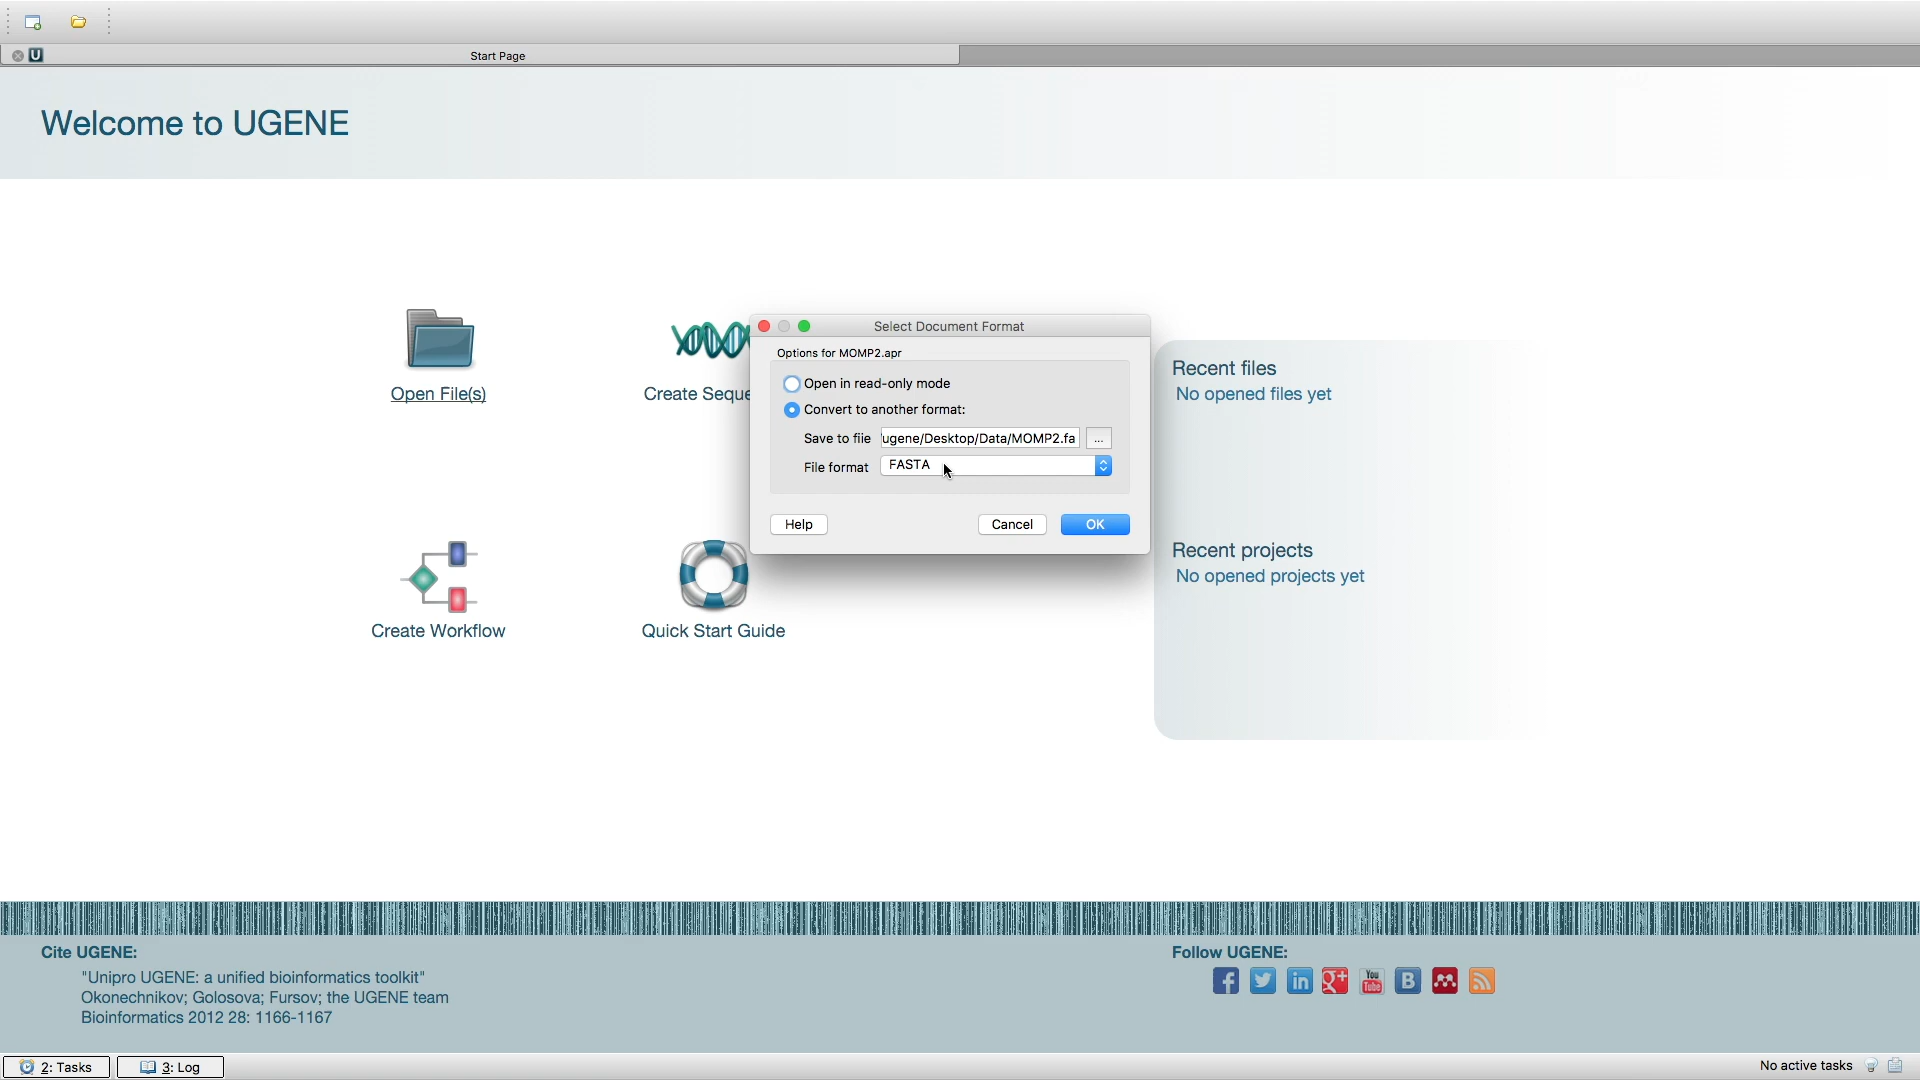 Start Page
Welcome to UGENE
Open File(s)
Create Seque
Select Document Format
Options for MOMP2.apr
Open in read-only mode
Convert to another format:
Save to file
ugene/Desktop/Data/MOMP2.fa
...
File format
FASTA
Help
Cancel
OK
Recent files
No opened files yet
Recent projects
No opened projects yet
Create Workflow
Quick Start Guide
Cite UGENE:
"Unipro UGENE: a unified bioinformatics toolkit"
Okonechnikov; Golosova; Fursov; the UGENE team
Bioinformatics 2012 28: 1166-1167
Follow UGENE:
You Tube
2: Tasks
3: Log
No active tasks